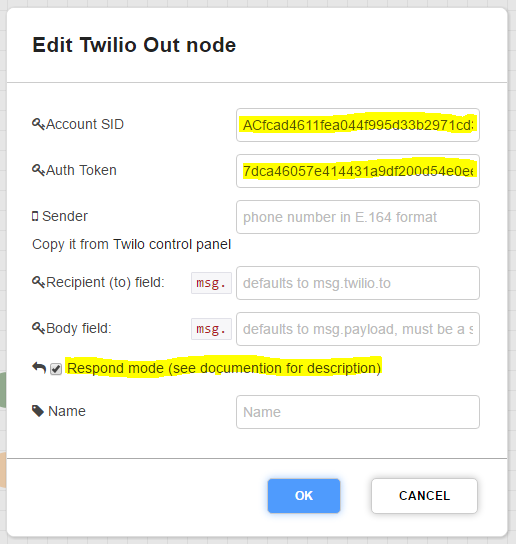 Edit Twilio Out node
Account SID ACfcad4611fea044f995d33b2971cd
Auth Token 7dca46057e414431a9df200d54e0e
Sender phone number in E.164 format
Copy it from Twilo control panel
Recipient (to) field: msg. defaults to msg.twilio.to
Body field: msg. defaults to msg.payload, must be a s
Respond mode (see documention for description)
Name Name
OK CANCEL